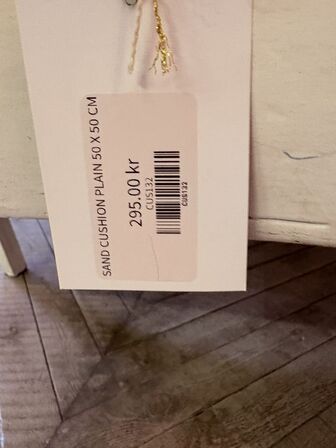 SAND CUSHION PLAIN 50 X 50 CM
295.00 kr
CUS132
CUS132